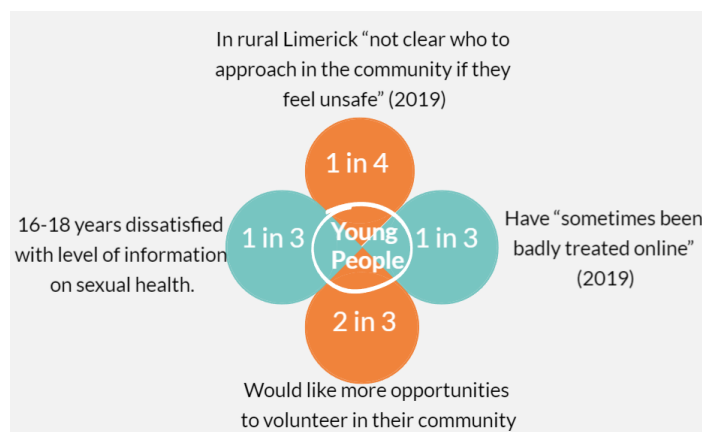 In rural Limerick “not clear who to
approach in the community if they
feel unsafe” (2019)
1 in 4
16-18 years dissatisfied
with level of information
on sexual health.
1 in 3
Young
People
1 in 3
Have “sometimes been
badly treated online”
(2019)
2 in 3
Would like more opportunities
to volunteer in their community